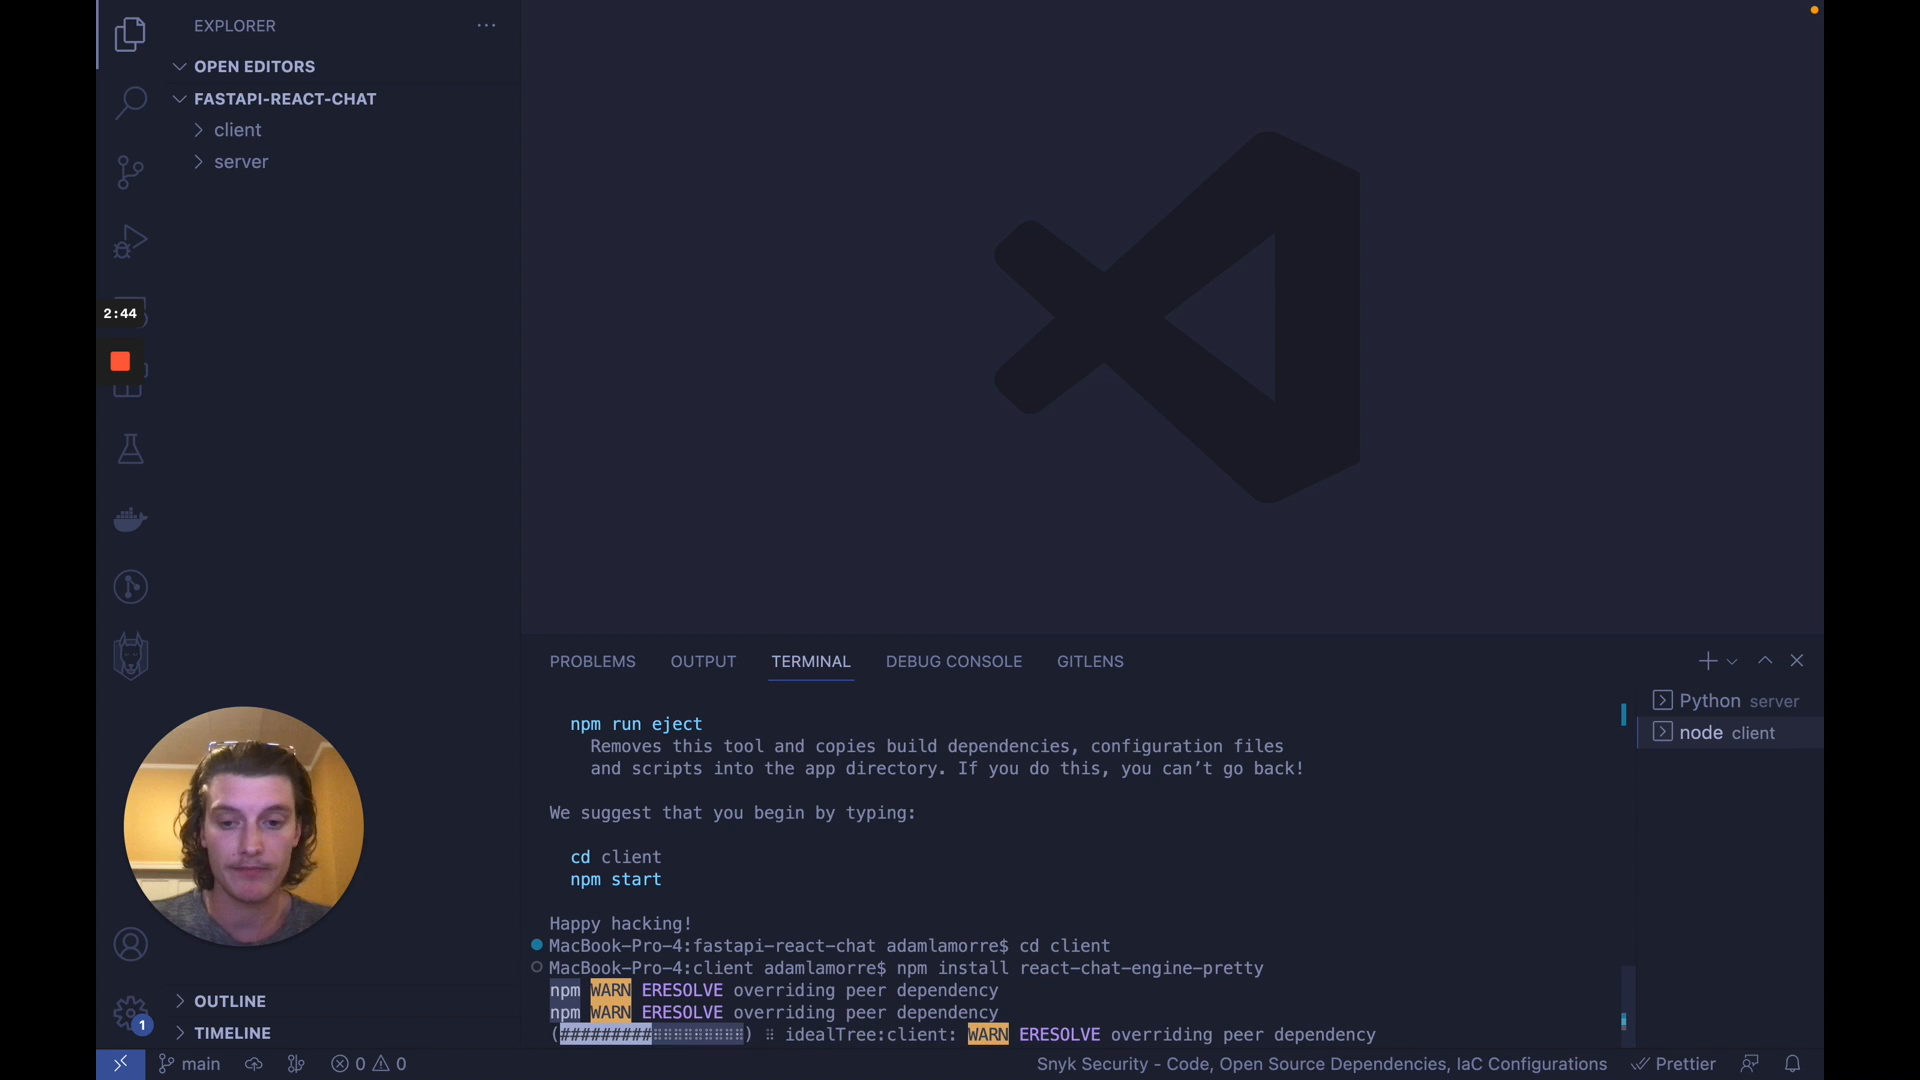 EXPLORER
OPEN EDITORS
FASTAPI-REACT-CHAT
client
server
2:44
OUTLINE
TIMELINE
1
PROBLEMS
OUTPUT
TERMINAL
DEBUG CONSOLE
GITLENS
Python server
node client
npm run eject
Removes this tool and copies build dependencies, configuration files
and scripts into the app directory. If you do this, you can’t go back!
We suggest that you begin by typing:
cd client
npm start
Happy hacking!
MacBook-Pro-4:fastapi-react-chat adamlamorre$ cd client
MacBook-Pro-4:client adamlamorre$ npm install react-chat-engine-pretty
npm WARN ERESOLVE overriding peer dependency
npm WARN ERESOLVE overriding peer dependency
(#########⠂⠂⠂⠂⠂⠂⠂⠂⠂) ⠇ idealTree:client: WARN ERESOLVE overriding peer dependency
main
0 0
Snyk Security - Code, Open Source Dependencies, IaC Configurations
Prettier